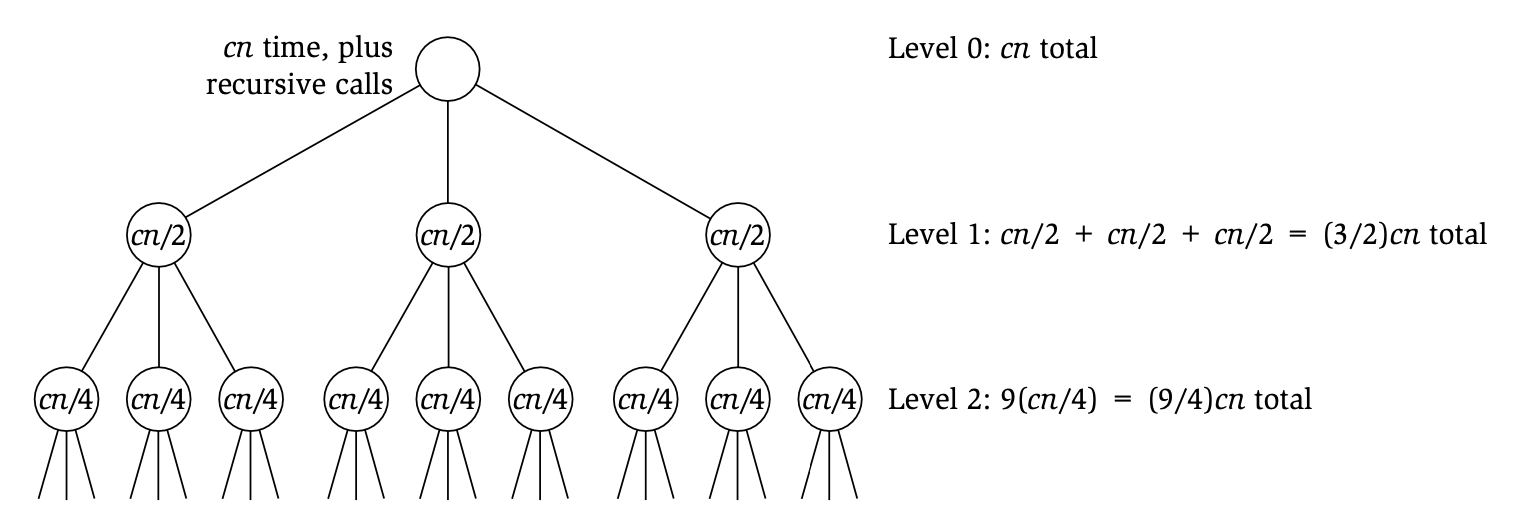 cn time, plus
recursive calls
Level 0: cn total
cn/2
cn/2
cn/2
Level 1: cn/2 + cn/2 + cn/2 = (3/2)cn total
cn/4
cn/4
cn/4
cn/4
cn/4
cn/4
cn/4
cn/4
cn/4
Level 2: 9(cn/4) = (9/4)cn total